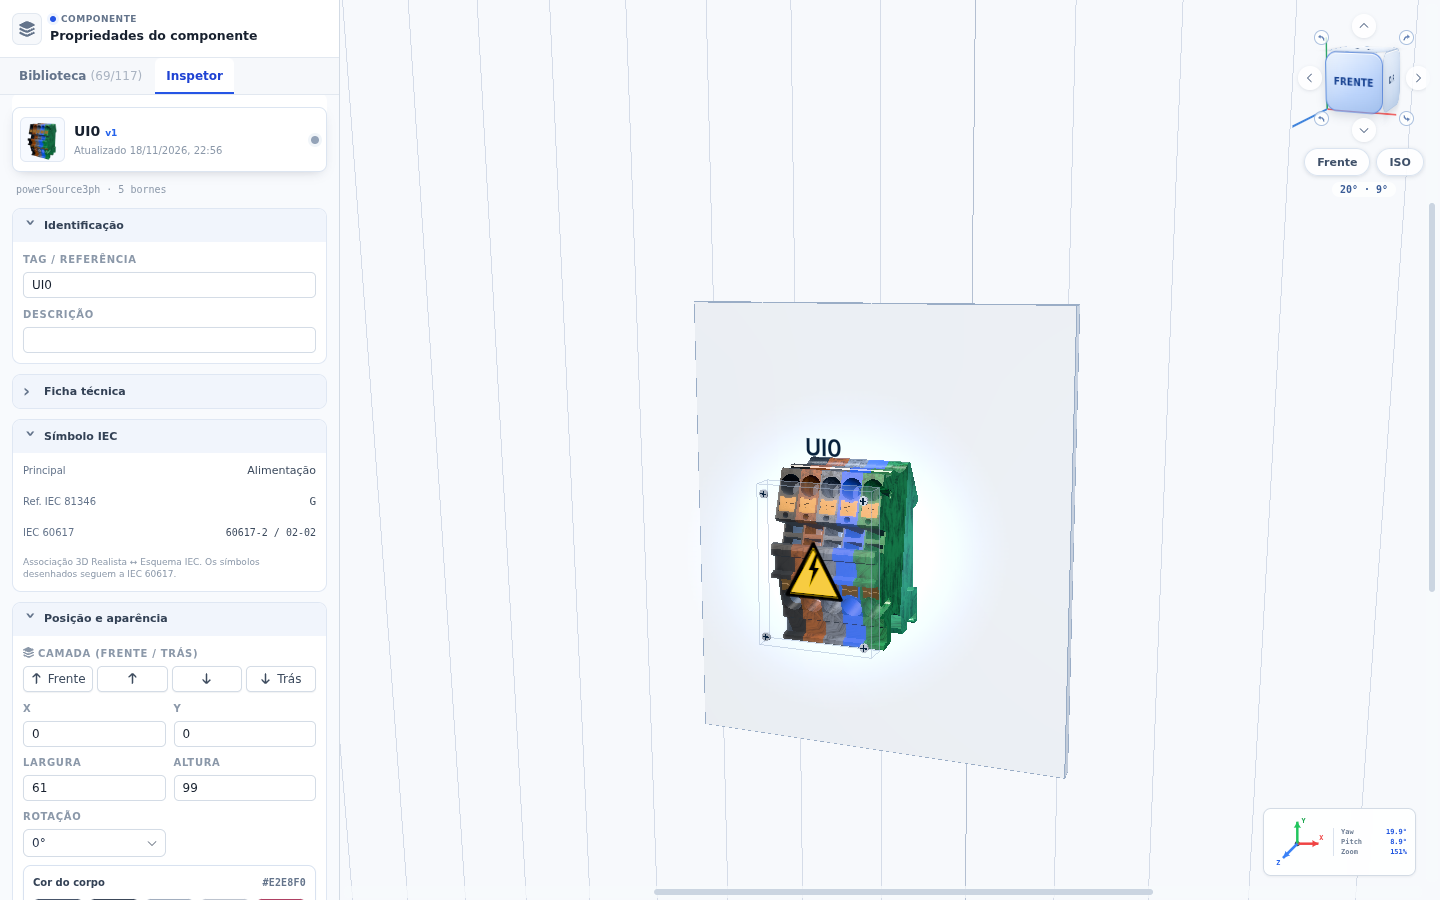 COMPONENTE
Propriedades do componente
Biblioteca (69/117)
Inspetor
UI0 v1
Atualizado 18/11/2026, 22:56
powerSource3ph · 5 bornes
Identificação
TAG / REFERÊNCIA
UI0
DESCRIÇÃO
Ficha técnica
Símbolo IEC
Principal Alimentação
Ref. IEC 81346 G
IEC 60617 60617-2 / 02-02
Associação 3D Realista ↔ Esquema IEC. Os símbolos
desenhados seguem a IEC 60617.
Posição e aparência
CAMADA (FRENTE / TRÁS)
↑ Frente ↑ ↓ ↓ Trás
X Y
0 0
LARGURA ALTURA
61 99
ROTAÇÃO
0°
Cor do corpo #E2E8F0
UI0
FRENTE
Frente ISO
20° · 9°
Y
X
Z
Yaw 19.9°
Pitch 8.9°
Zoom 151%